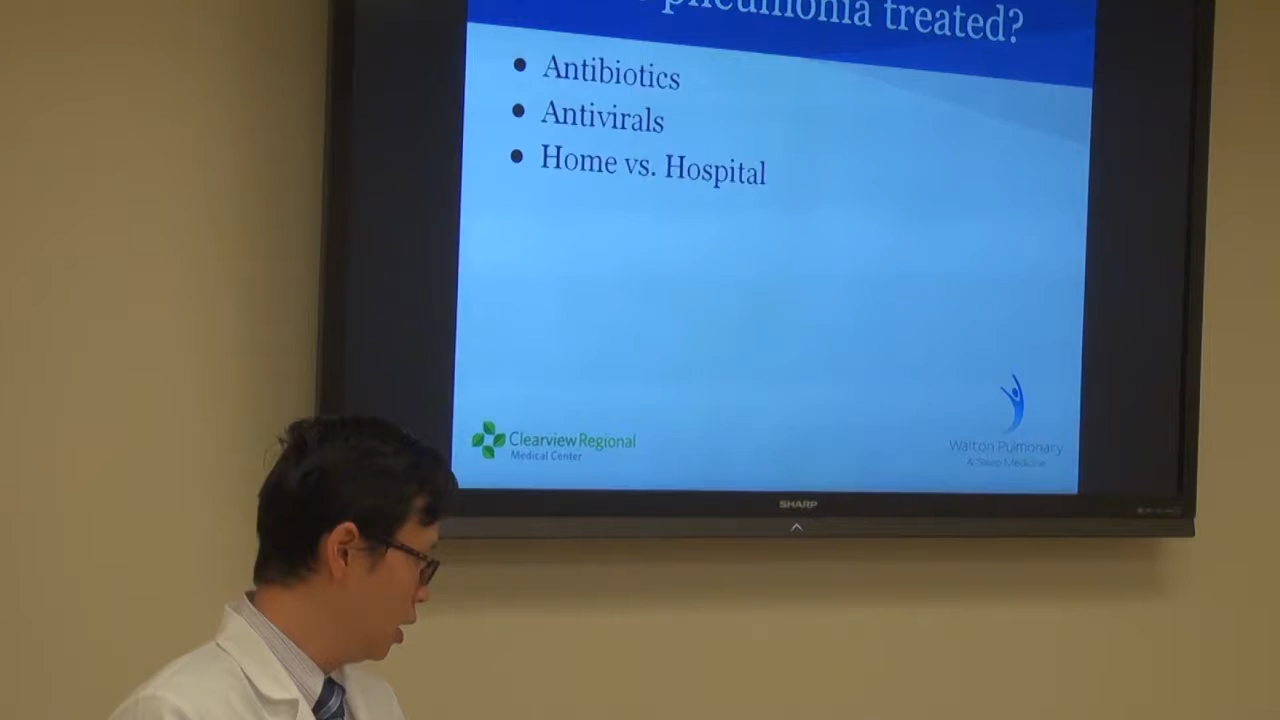 pneumonia treated?
• Antibiotics
• Antivirals
• Home vs. Hospital
Clearview Regional
Medical Center
Walton Pulmonary
& Sleep Medicine
SHARP